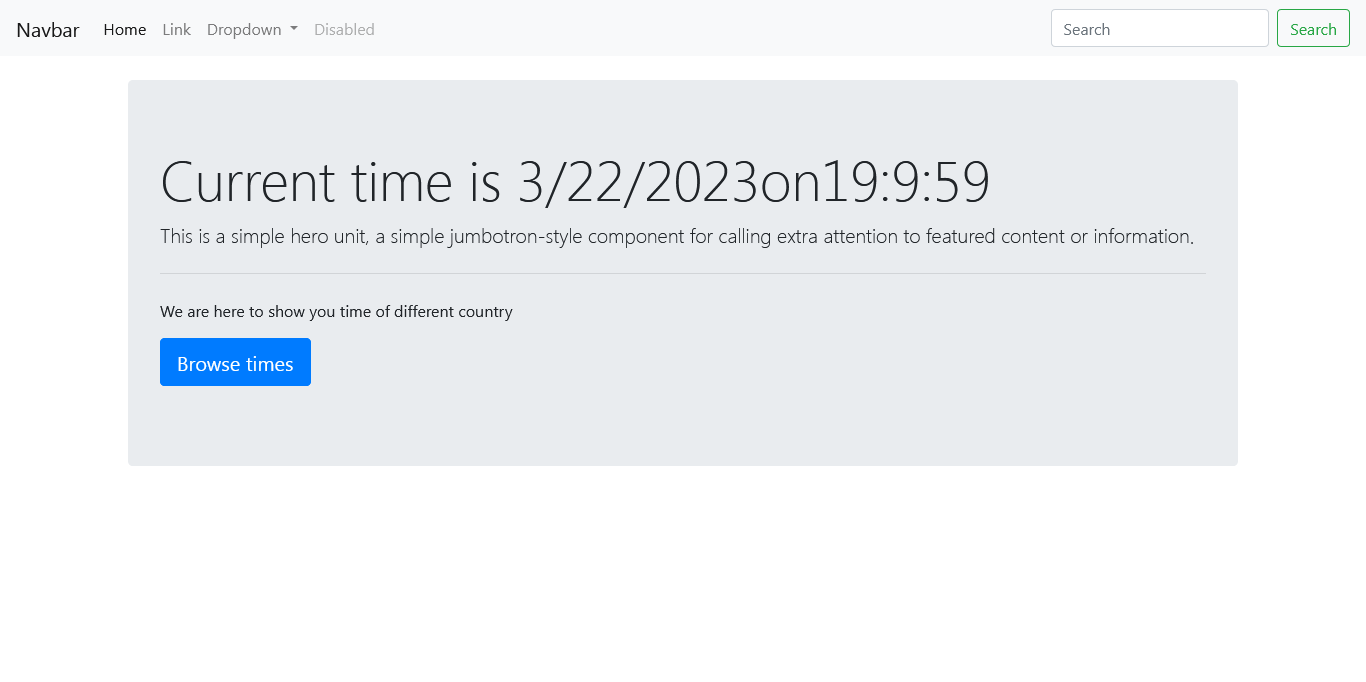 Navbar Home Link Dropdown Disabled Search Search
Current time is 3/22/2023on19:9:59
This is a simple hero unit, a simple jumbotron-style component for calling extra attention to featured content or information.
We are here to show you time of different country
Browse times